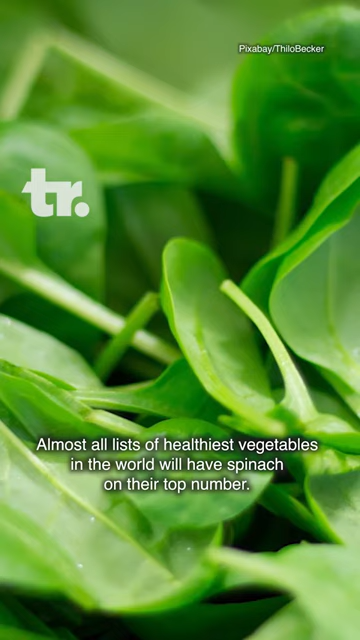 Pixabay/ThiloBecker
tr.
Almost all lists of healthiest vegetables
in the world will have spinach
on their top number.